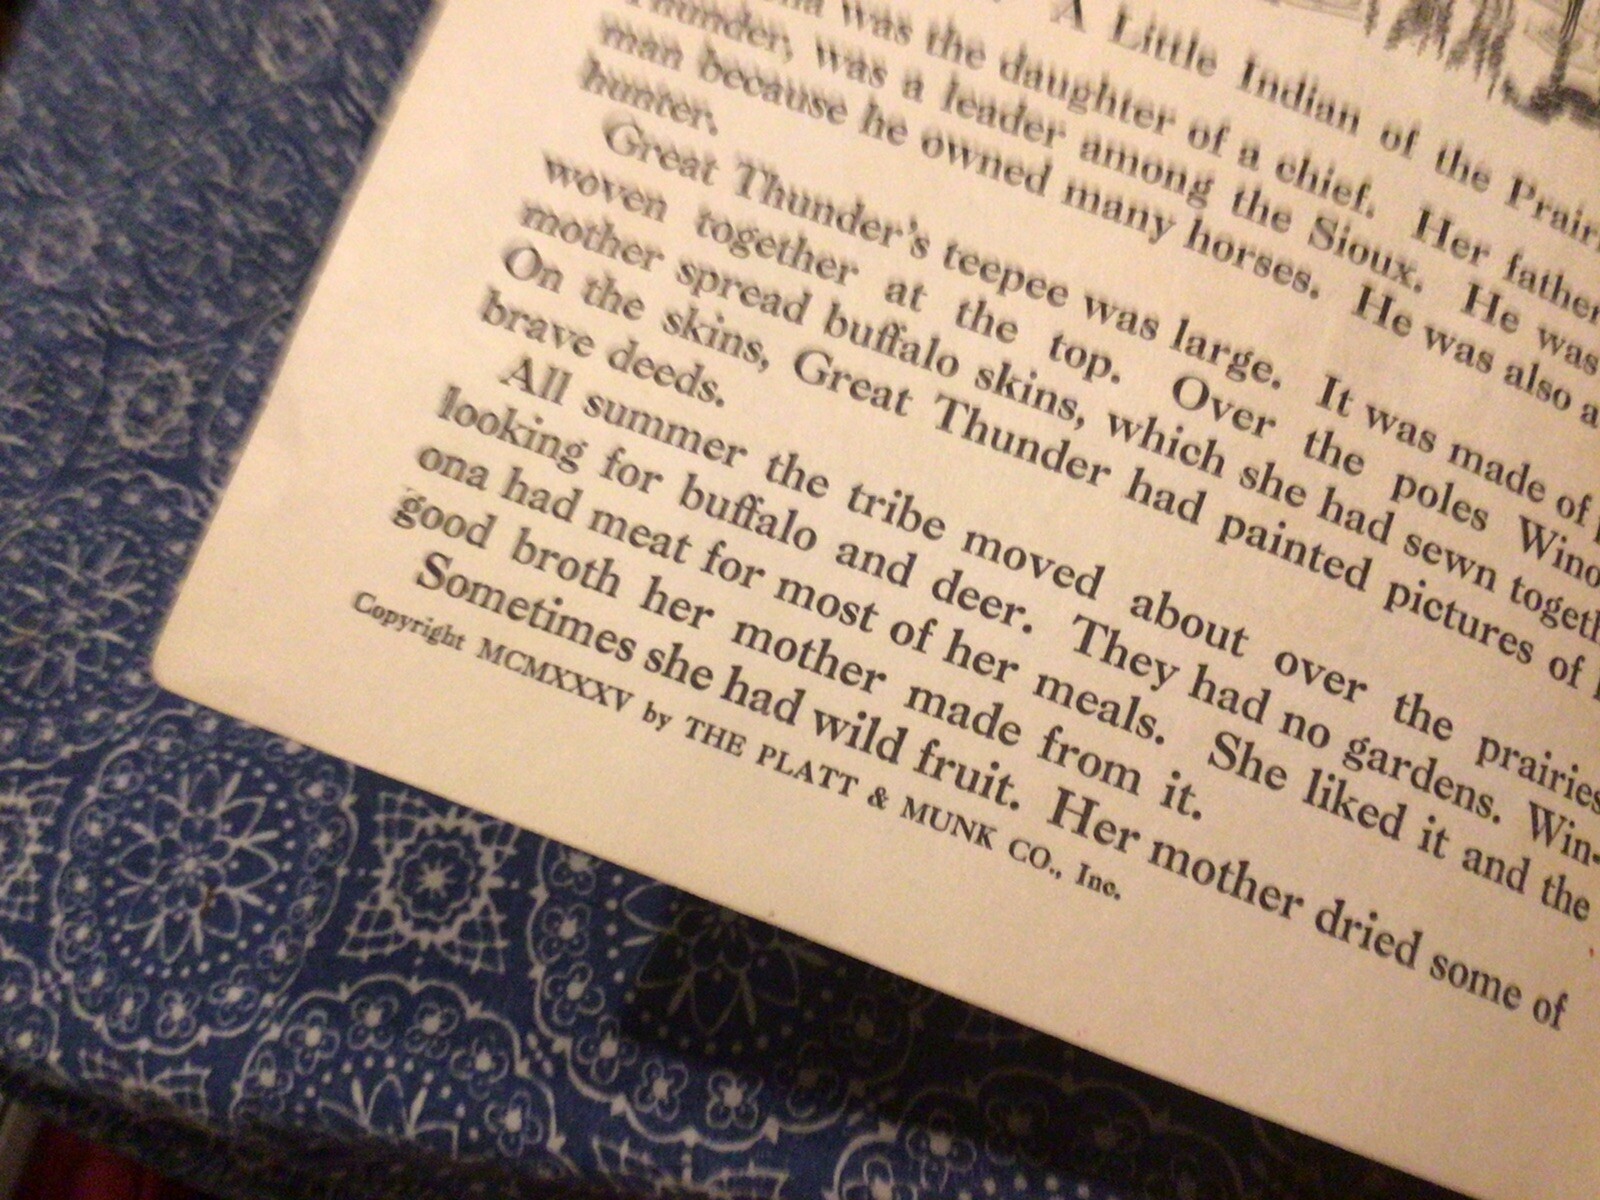 A Little Indian of the Prair
was the daughter of a chief. Her father
Thunder, was a leader among the Sioux. He was
man because he owned many horses. He was also a
hunter.
Great Thunder's teepee was large. It was made of
woven together at the top. Over the poles Wino
mother spread buffalo skins, which she had sewn togeth
On the skins, Great Thunder had painted pictures of
brave deeds.
All summer the tribe moved about over the prairies
looking for buffalo and deer. They had no gardens. Win-
ona had meat for most of her meals. She liked it and the
good broth her mother made from it.
Sometimes she had wild fruit. Her mother dried some of
Copyright MCMXXXV by THE PLATT & MUNK CO., Inc.